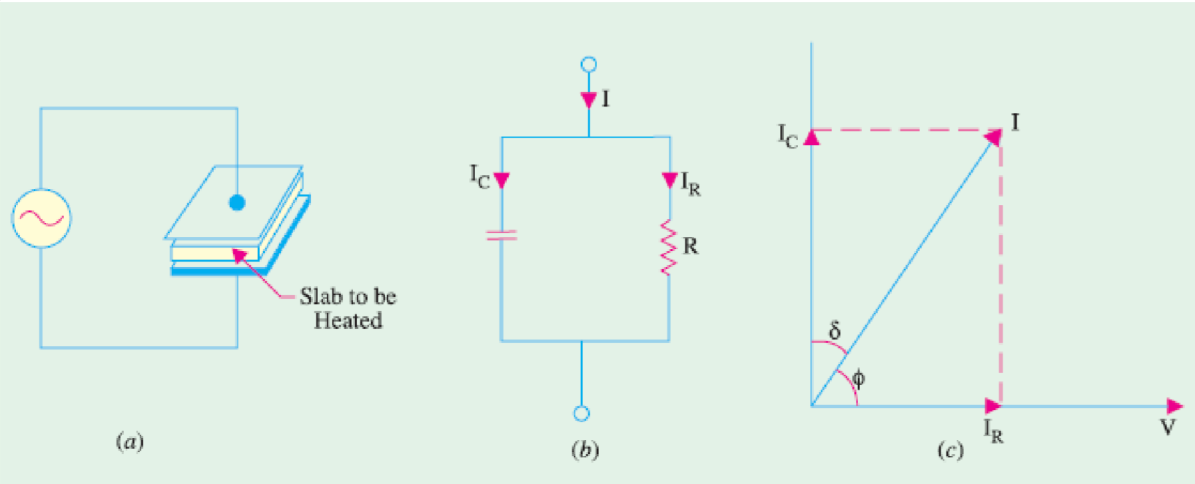 Slab to be
Heated
(a)
I
I_C
I_R
R
(b)
I_C
I
δ
ϕ
I_R
V
(c)